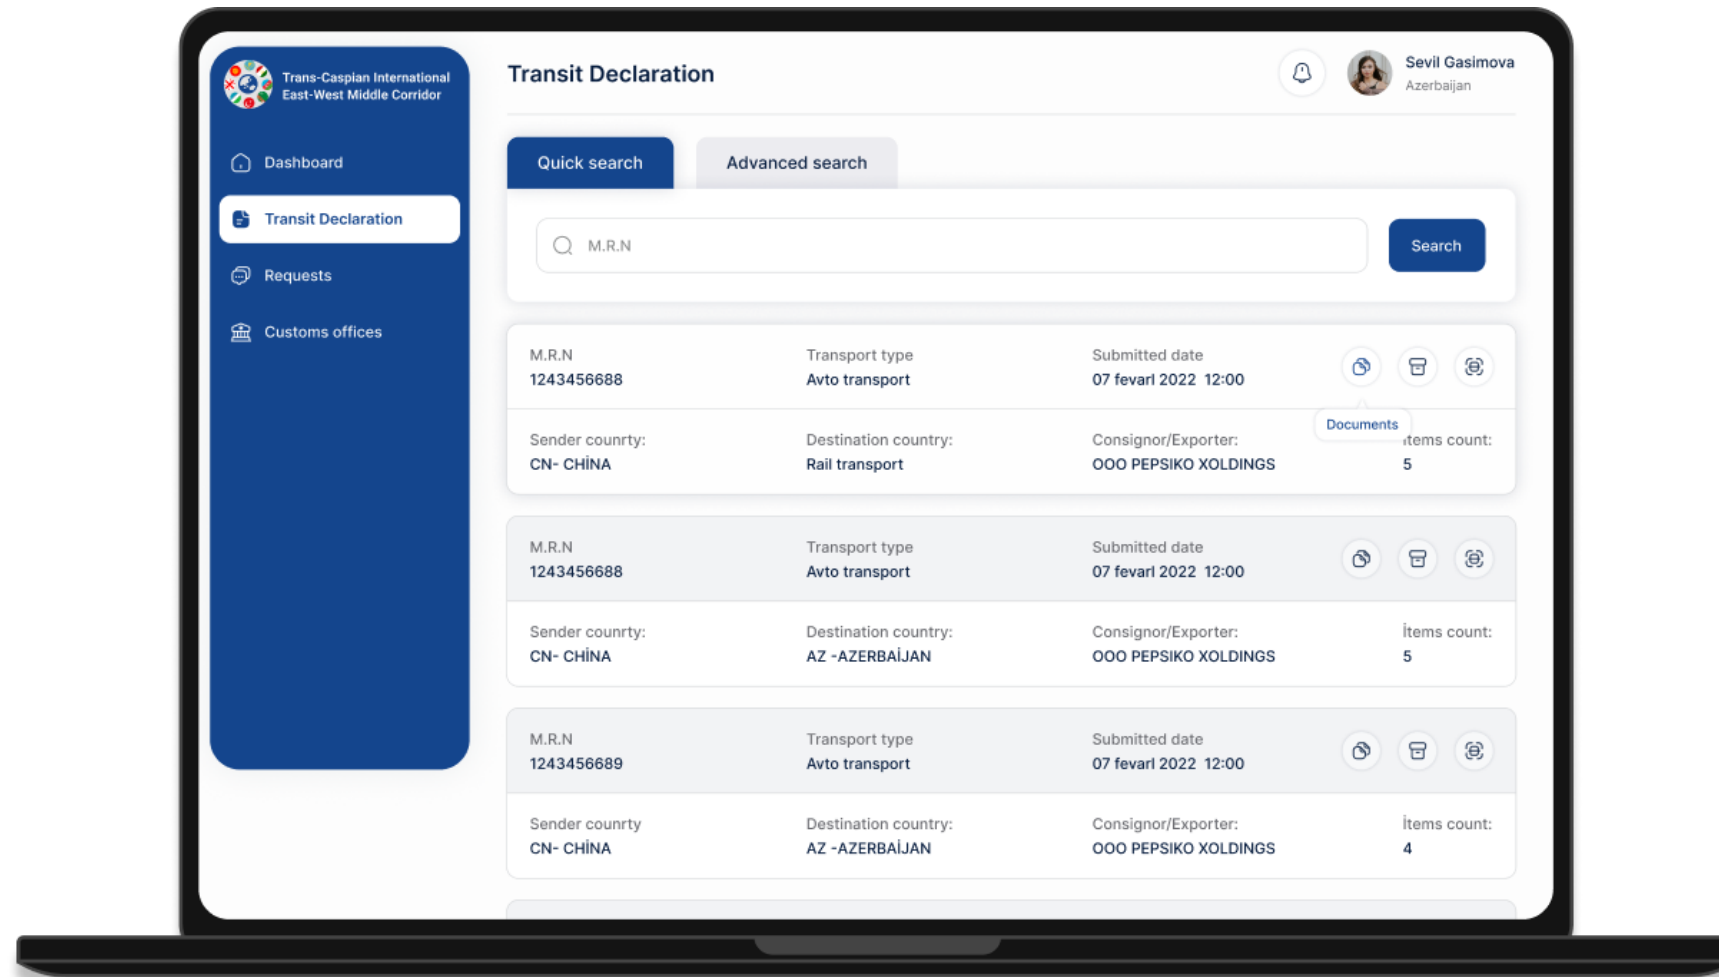 Trans-Caspian International
East-West Middle Corridor
Dashboard
Transit Declaration
Requests
Customs offices
Transit Declaration
Sevil Gasimova
Azerbaijan
Quick search
Advanced search
M.R.N
Search
M.R.N
Transport type
Submitted date
1243456688
Avto transport
07 fevarl 2022 12:00
Documents
Sender counrty:
Destination country:
Consignor/Exporter:
İtems count:
CN- CHİNA
Rail transport
OOO PEPSIKO XOLDINGS
5
M.R.N
Transport type
Submitted date
1243456688
Avto transport
07 fevarl 2022 12:00
Sender counrty:
Destination country:
Consignor/Exporter:
İtems count:
CN- CHİNA
AZ -AZERBAİJAN
OOO PEPSIKO XOLDINGS
5
M.R.N
Transport type
Submitted date
1243456689
Avto transport
07 fevarl 2022 12:00
Sender counrty
Destination country:
Consignor/Exporter:
İtems count:
CN- CHİNA
AZ -AZERBAİJAN
OOO PEPSIKO XOLDINGS
4